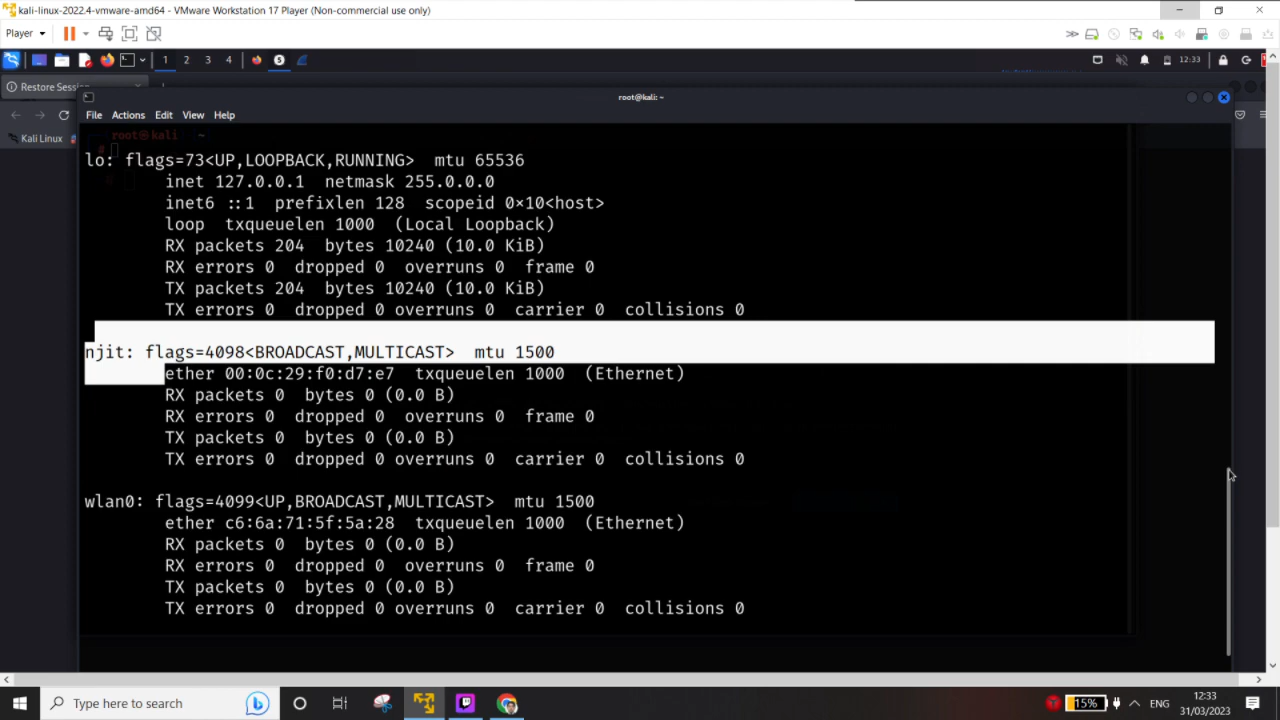 kali-linux-2022.4-vmware-amd64 - VMware Workstation 17 Player (Non-commercial use only)
Player
1 2 3 4 5 12:33
Restore Session
root@kali: ~
File Actions Edit View Help
Kali Linux
root@kali ~
#
lo: flags=73<UP,LOOPBACK,RUNNING> mtu 65536
inet 127.0.0.1 netmask 255.0.0.0
inet6 ::1 prefixlen 128 scopeid 0×10<host>
loop txqueuelen 1000 (Local Loopback)
RX packets 204 bytes 10240 (10.0 KiB)
RX errors 0 dropped 0 overruns 0 frame 0
TX packets 204 bytes 10240 (10.0 KiB)
TX errors 0 dropped 0 overruns 0 carrier 0 collisions 0
njit: flags=4098<BROADCAST,MULTICAST> mtu 1500
ether 00:0c:29:f0:d7:e7 txqueuelen 1000 (Ethernet)
RX packets 0 bytes 0 (0.0 B)
RX errors 0 dropped 0 overruns 0 frame 0
TX packets 0 bytes 0 (0.0 B)
TX errors 0 dropped 0 overruns 0 carrier 0 collisions 0
wlan0: flags=4099<UP,BROADCAST,MULTICAST> mtu 1500
ether c6:6a:71:5f:5a:28 txqueuelen 1000 (Ethernet)
RX packets 0 bytes 0 (0.0 B)
RX errors 0 dropped 0 overruns 0 frame 0
TX packets 0 bytes 0 (0.0 B)
TX errors 0 dropped 0 overruns 0 carrier 0 collisions 0
Type here to search
15% ENG
12:33
31/03/2023